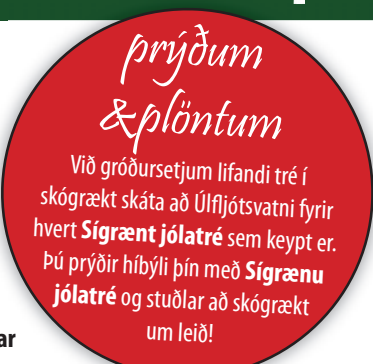 prýðum
&plöntum
Við gróðursetjum lifandi tré í
skógrækt skáta að Úlfljótsvatni fyrir
hvert Sígrænt jólatré sem keypt er.
Þú prýðir híbýli þín með Sígrænu
jólatré og stuðlar að skógrækt
um leið!
ar